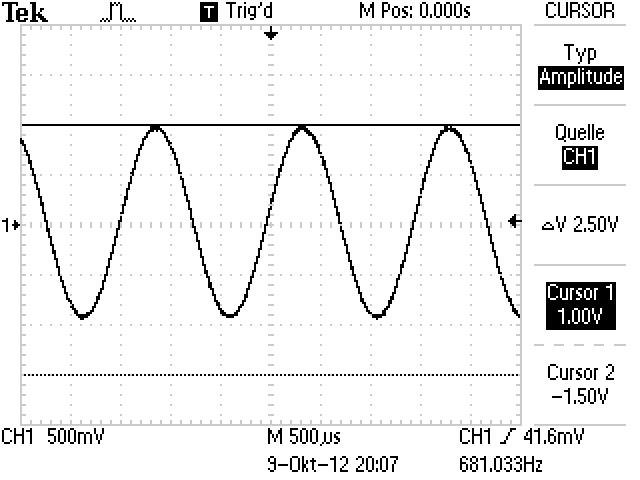 Tek T Trig'd M Pos: 0.000s CURSOR
Typ
Amplitude
Quelle
CH1
1
△V 2.50V
Cursor 1
1.00V
Cursor 2
-1.50V
CH1 500mV M 500µs CH1 41.6mV
9-Okt-12 20:07 681.033Hz